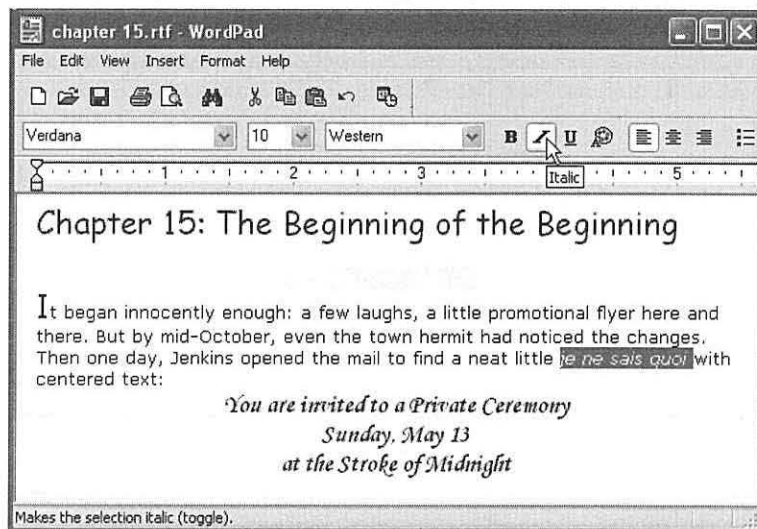 chapter 15.rtf - WordPad
File Edit View Insert Format Help
Verdana 10 Western B I U
1 2 3 5
Italic
Chapter 15: The Beginning of the Beginning
It began innocently enough: a few laughs, a little promotional flyer here and
there. But by mid-October, even the town hermit had noticed the changes.
Then one day, Jenkins opened the mail to find a neat little je ne sais quoi with
centered text:
You are invited to a Private Ceremony
Sunday, May 13
at the Stroke of Midnight
Makes the selection italic (toggle).